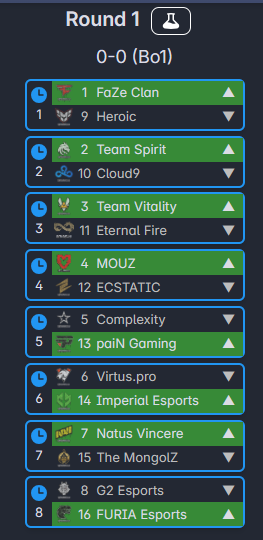 Round 1
0-0 (Bo1)
1 FaZe Clan ▲
1 9 Heroic ▼
2 Team Spirit ▲
2 10 Cloud9 ▼
3 Team Vitality ▲
3 11 Eternal Fire ▼
4 MOUZ ▲
4 12 ECSTATIC ▼
5 Complexity ▼
5 13 paiN Gaming ▲
6 Virtus.pro ▼
6 14 Imperial Esports ▲
7 Natus Vincere ▲
7 15 The MongolZ ▼
8 G2 Esports ▼
8 16 FURIA Esports ▲